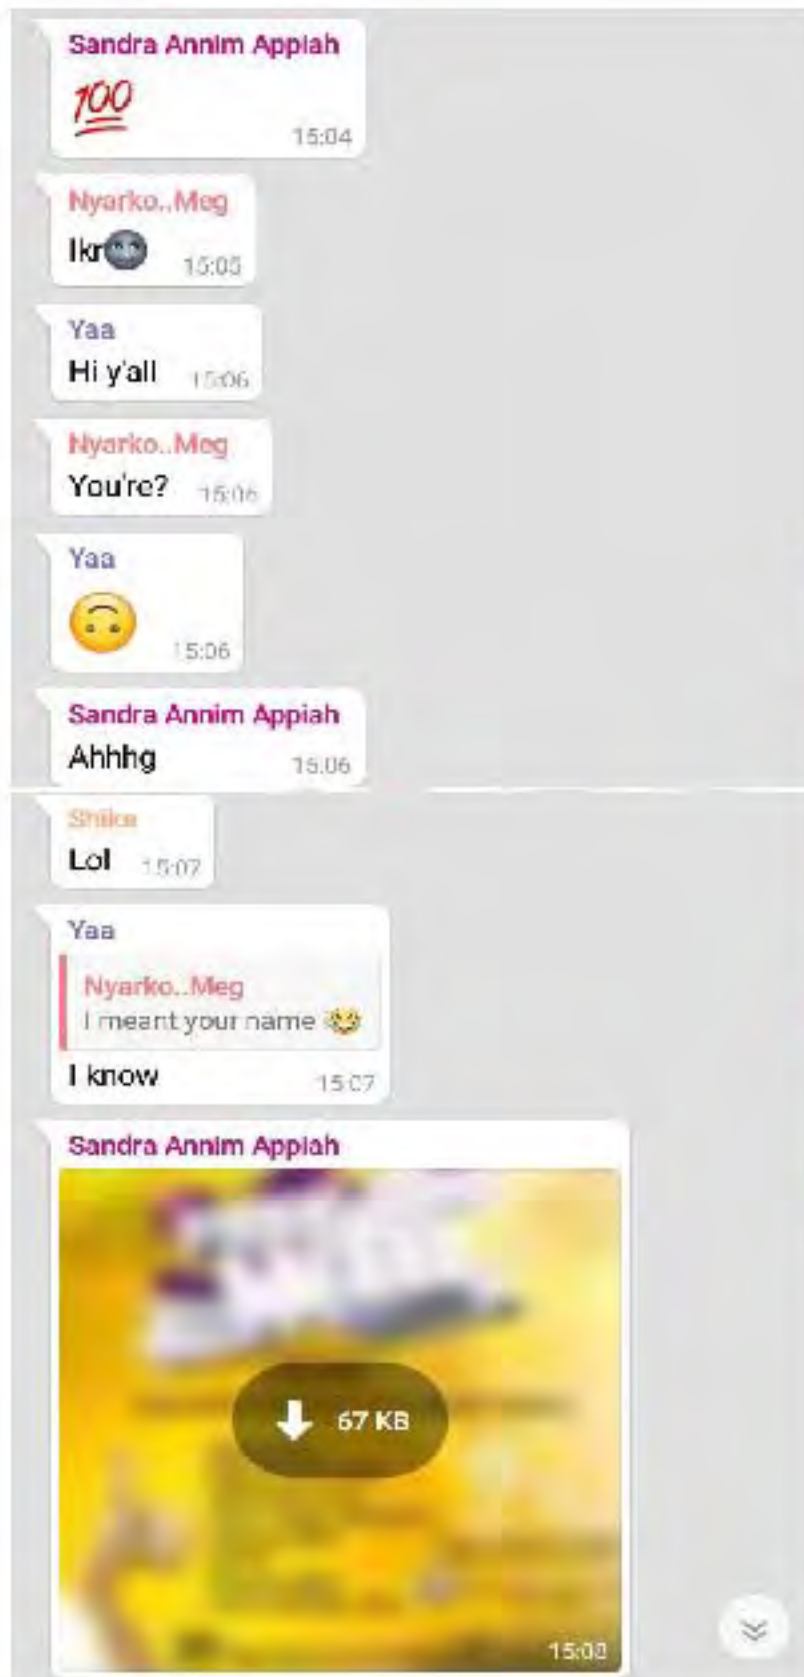 Sandra Annim Appiah
💯
15:04
Nyarko..Meg
Ikr🌚 15:05
Yaa
Hi y'all 15:06
Nyarko..Meg
You're? 15:06
Yaa
🙃
15:06
Sandra Annim Appiah
Ahhhg 15:06
Lol 15:07
Yaa
Nyarko..Meg
I meant your name 😂
I know 15:07
Sandra Annim Appiah
67 KB
15:08